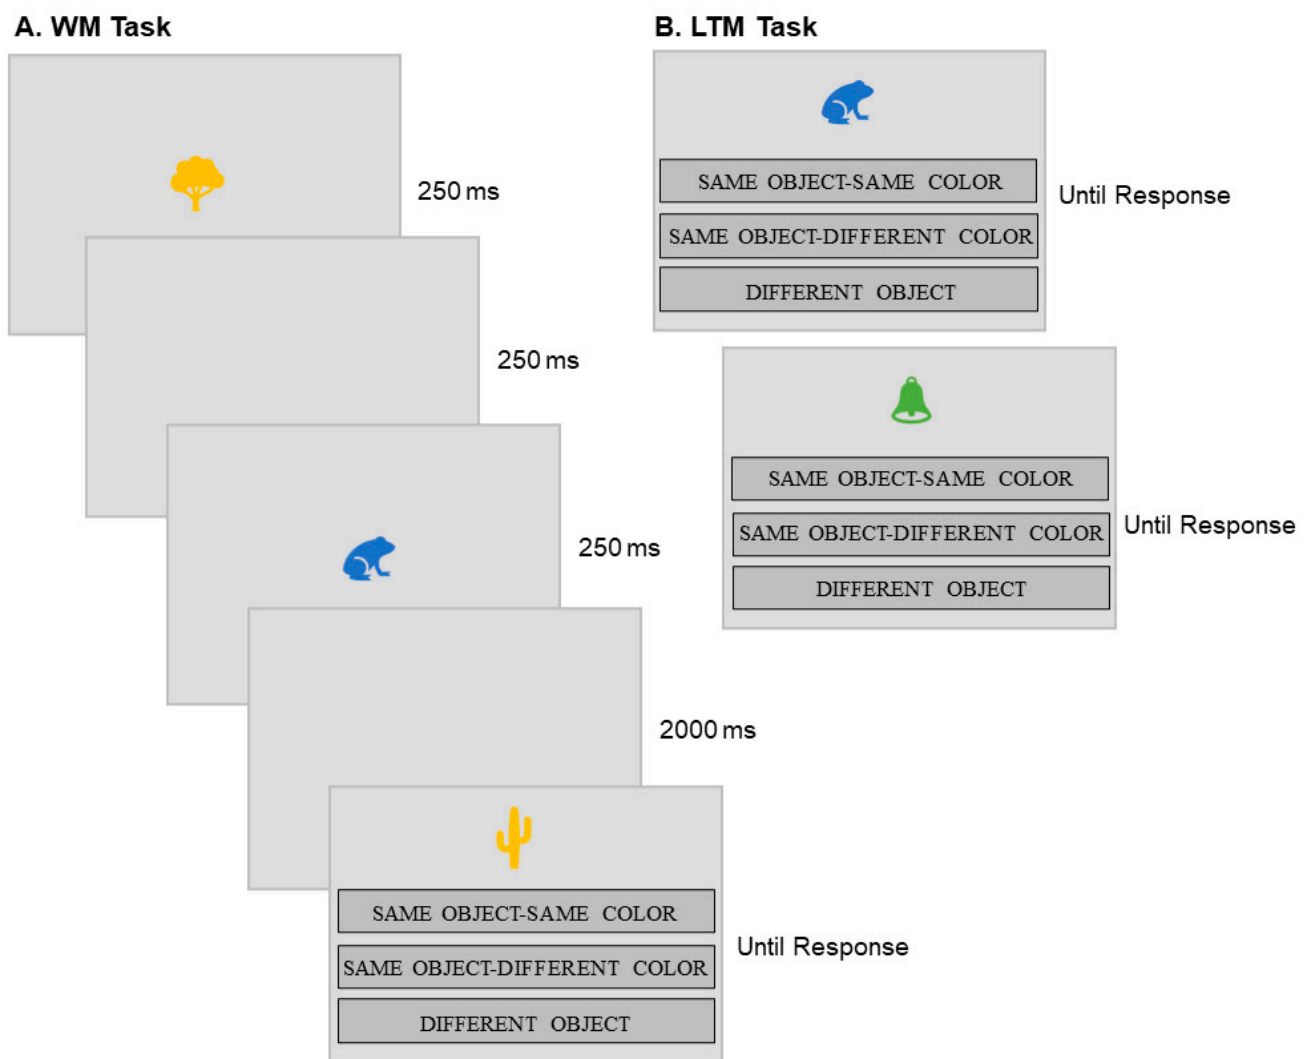 A. WM Task
250 ms
250 ms
250 ms
2000 ms
SAME OBJECT-SAME COLOR
SAME OBJECT-DIFFERENT COLOR
DIFFERENT OBJECT
Until Response
B. LTM Task
SAME OBJECT-SAME COLOR
SAME OBJECT-DIFFERENT COLOR
DIFFERENT OBJECT
Until Response
SAME OBJECT-SAME COLOR
SAME OBJECT-DIFFERENT COLOR
DIFFERENT OBJECT
Until Response